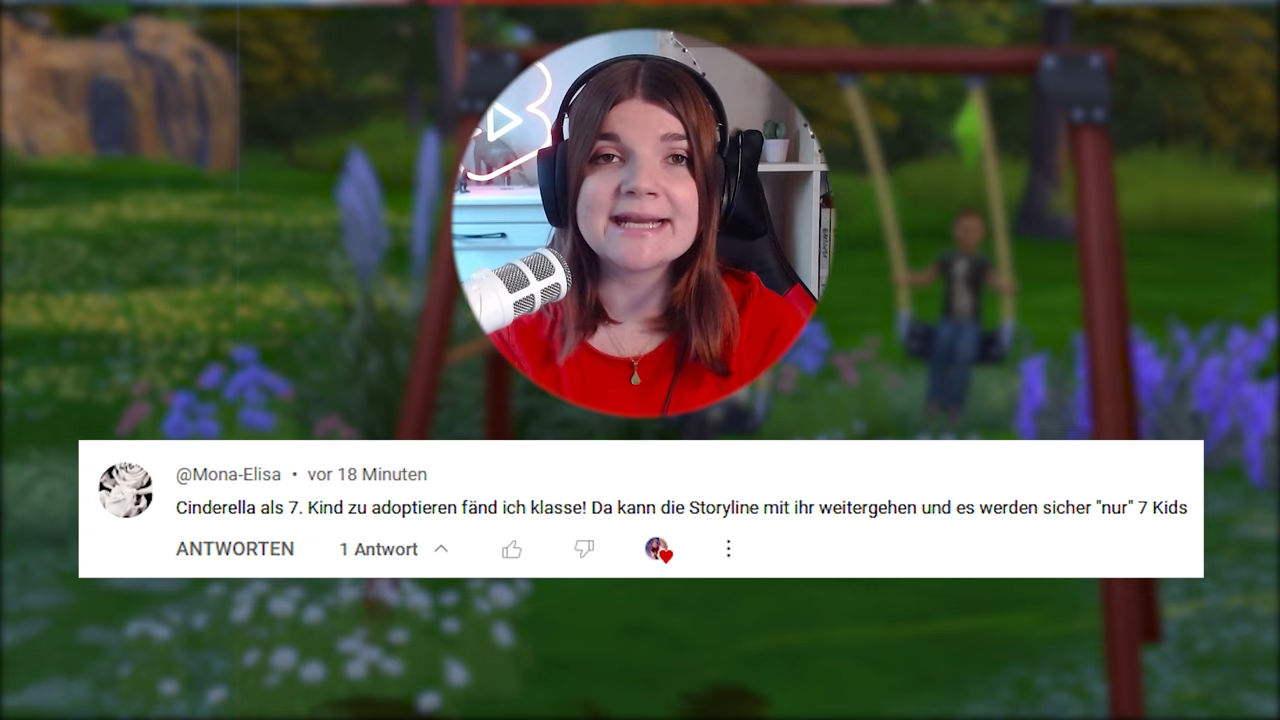 @Mona-Elisa • vor 18 Minuten
Cinderella als 7. Kind zu adoptieren fänd ich klasse! Da kann die Storyline mit ihr weitergehen und es werden sicher "nur" 7 Kids
ANTWORTEN 1 Antwort